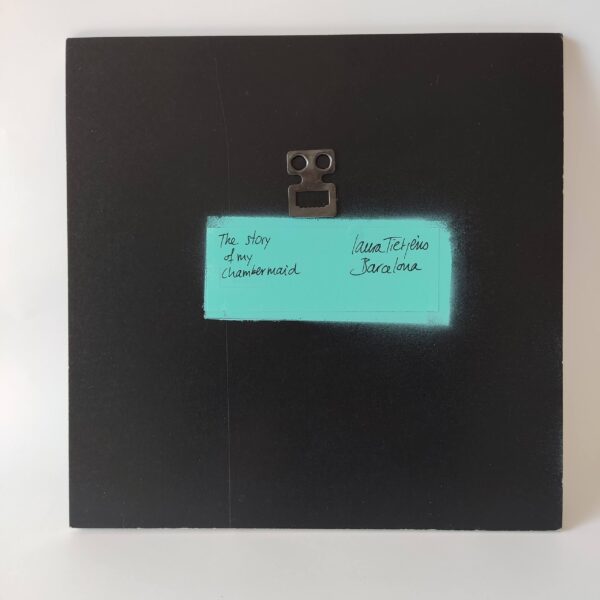 The story
of my
chambermaid
laura Tietjens
Barcelona